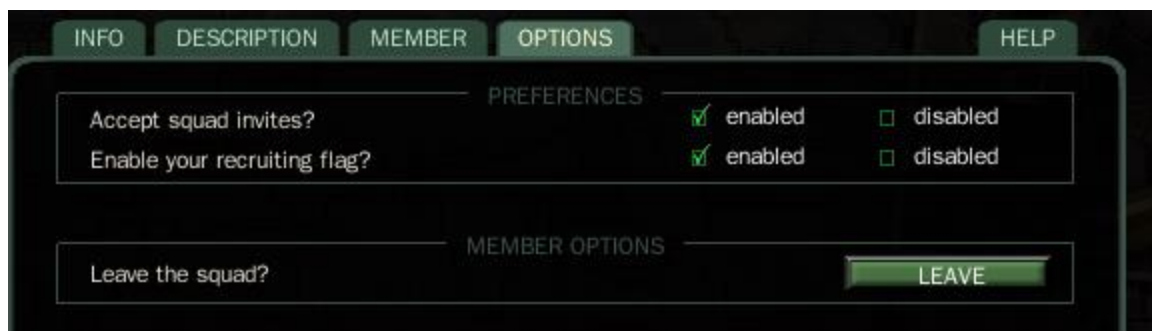 INFO DESCRIPTION MEMBER OPTIONS HELP
PREFERENCES
Accept squad invites? enabled disabled
Enable your recruiting flag? enabled disabled
MEMBER OPTIONS
Leave the squad? LEAVE